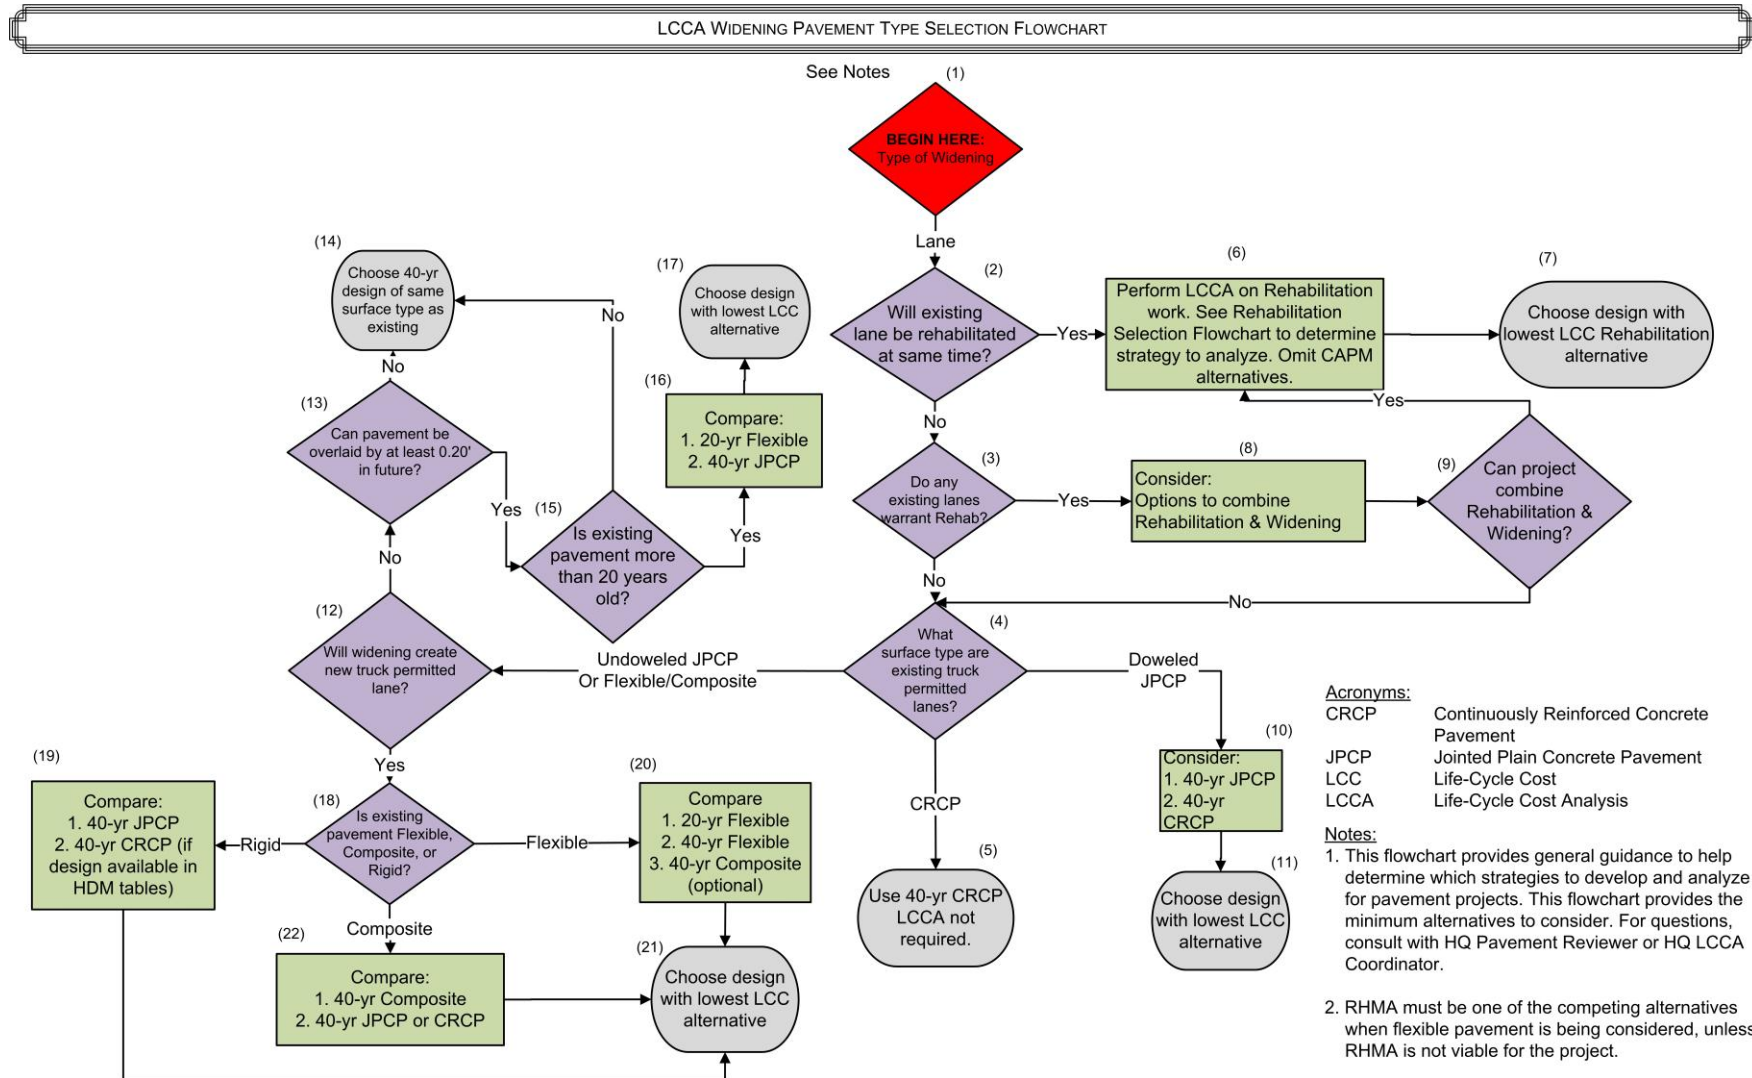 LCCA WIDENING PAVEMENT TYPE SELECTION FLOWCHART
See Notes
(1)
BEGIN HERE:
Type of Widening
Lane
(2)
Will existing
lane be rehabilitated
at same time?
Yes
(6)
Perform LCCA on Rehabilitation
work. See Rehabilitation
Selection Flowchart to determine
strategy to analyze. Omit CAPM
alternatives.
(7)
Choose design with
lowest LCC Rehabilitation
alternative
No
(3)
Do any
existing lanes
warrant Rehab?
Yes
(8)
Consider:
Options to combine
Rehabilitation & Widening
(9)
Can project
combine
Rehabilitation &
Widening?
Yes
No
No
(4)
What
surface type are
existing truck
permitted
lanes?
CRCP
(5)
Use 40-yr CRCP
LCCA not
required.
Doweled
JPCP
(10)
Consider:
1. 40-yr JPCP
2. 40-yr
CRCP
(11)
Choose design
with lowest LCC
alternative
Undoweled JPCP
Or Flexible/Composite
(12)
Will widening create
new truck permitted
lane?
No
(13)
Can pavement be
overlaid by at least 0.20'
in future?
No
(14)
Choose 40-yr
design of same
surface type as
existing
Yes
(15)
Is existing
pavement more
than 20 years
old?
No
Yes
(16)
Compare:
1. 20-yr Flexible
2. 40-yr JPCP
(17)
Choose design
with lowest LCC
alternative
Yes
(18)
Is existing
pavement Flexible,
Composite, or
Rigid?
Rigid
(19)
Compare:
1. 40-yr JPCP
2. 40-yr CRCP (if
design available in
HDM tables)
Flexible
(20)
Compare
1. 20-yr Flexible
2. 40-yr Flexible
3. 40-yr Composite
(optional)
(21)
Choose design
with lowest LCC
alternative
Composite
(22)
Compare:
1. 40-yr Composite
2. 40-yr JPCP or CRCP
Acronyms:
CRCP Continuously Reinforced Concrete
Pavement
JPCP Jointed Plain Concrete Pavement
LCC Life-Cycle Cost
LCCA Life-Cycle Cost Analysis
Notes:
1. This flowchart provides general guidance to help
determine which strategies to develop and analyze
for pavement projects. This flowchart provides the
minimum alternatives to consider. For questions,
consult with HQ Pavement Reviewer or HQ LCCA
Coordinator.
2. RHMA must be one of the competing alternatives
when flexible pavement is being considered, unless
RHMA is not viable for the project.